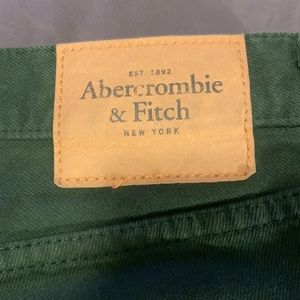 EST. 1892
Abercrombie
& Fitch
NEW YORK